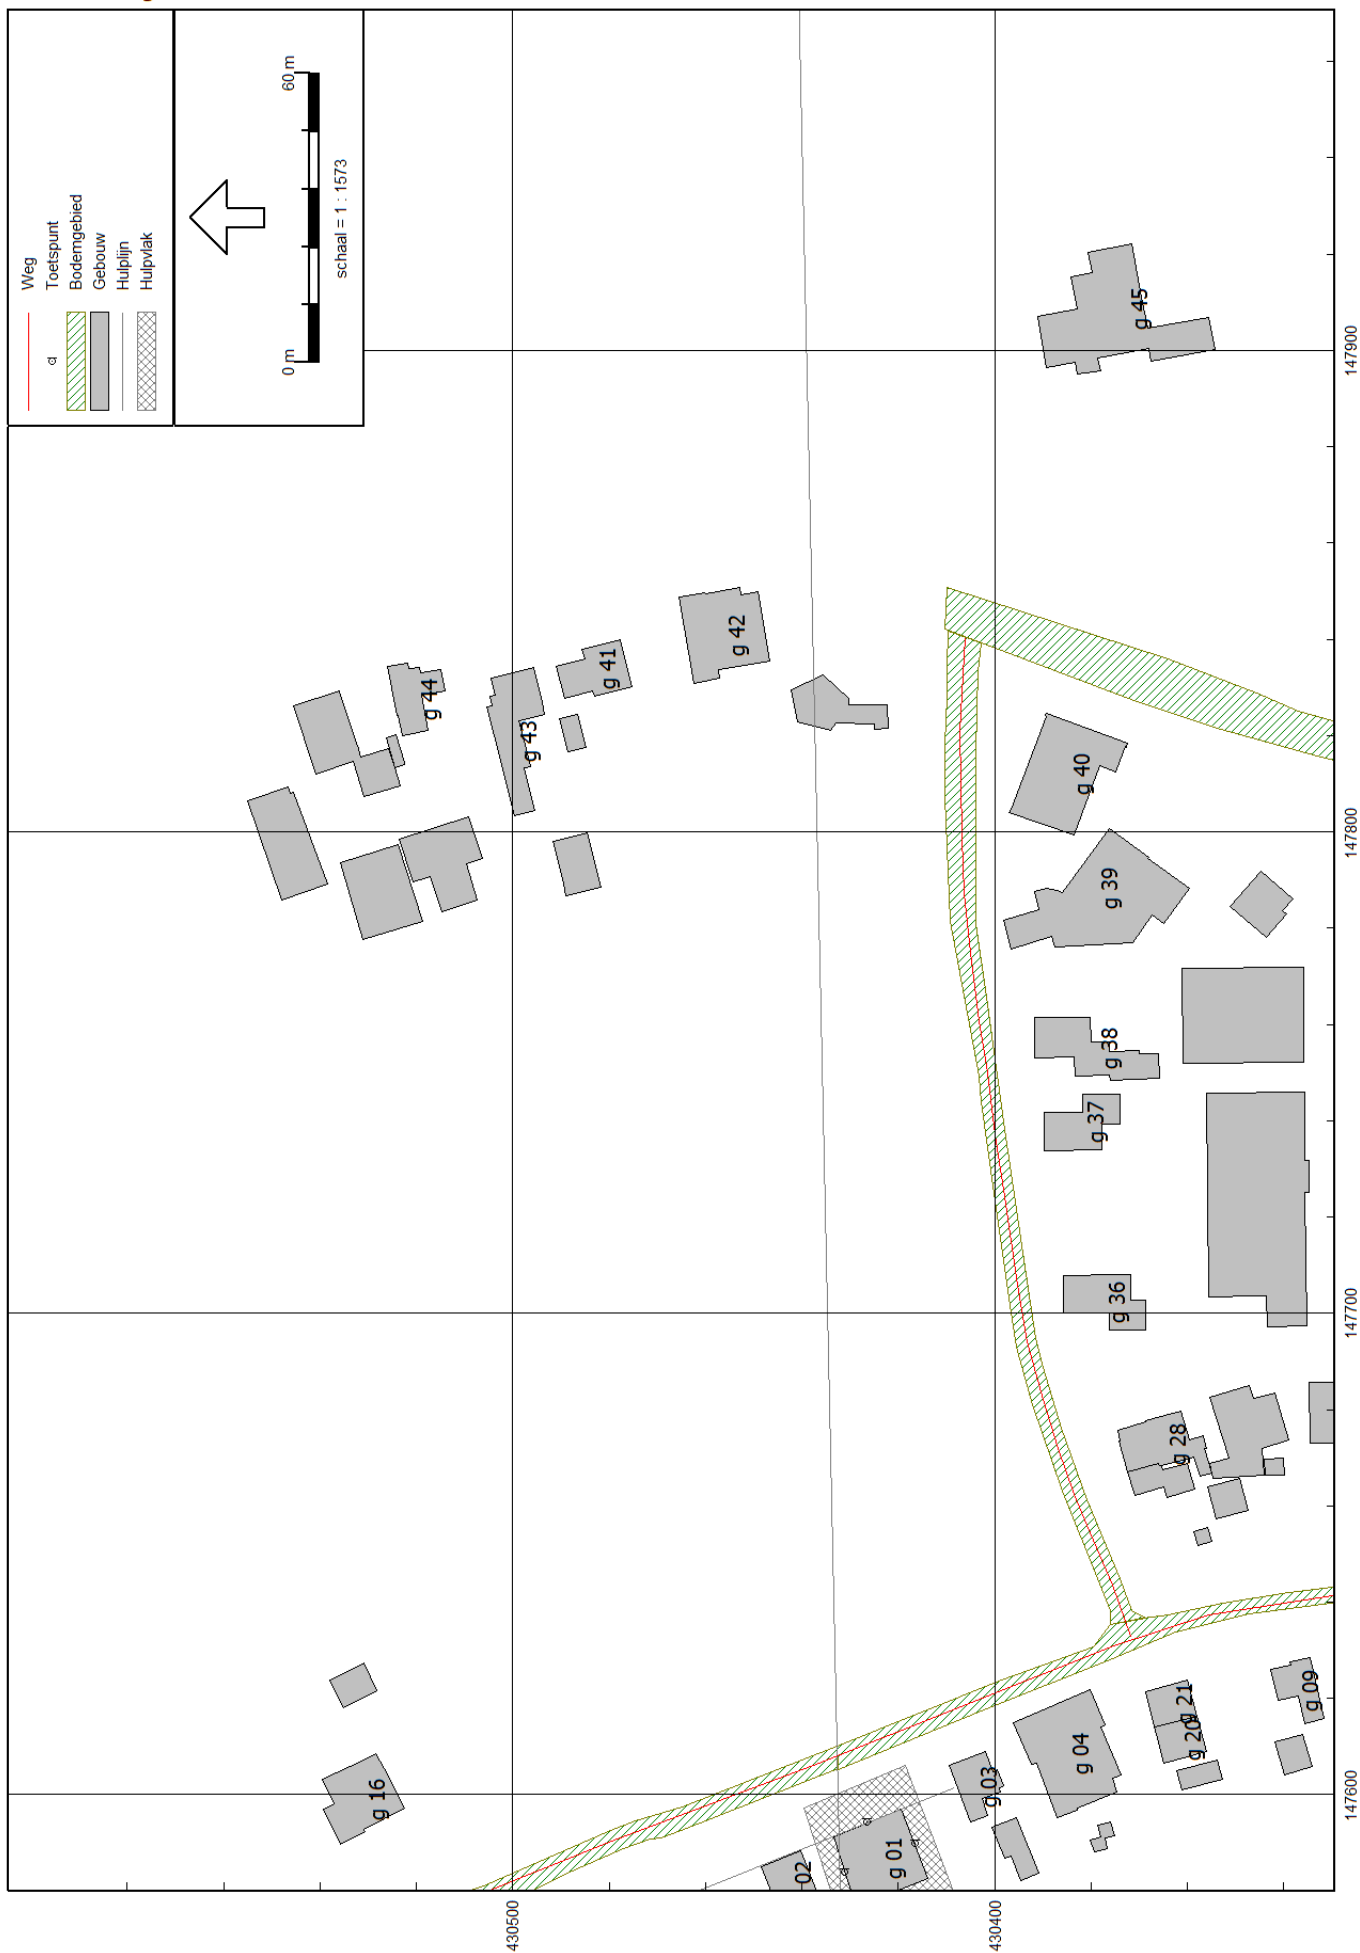 Weg
Toetspunt
Bodemgebied
Gebouw
Hulplijn
Hulpvlak
0 m
60 m
schaal = 1 : 1573
g 44
g 41
g 43
g 42
g 45
g 40
g 39
g 38
g 37
g 36
g 28
g 16
g 21
g 20
g 09
g 04
g 03
g 01
02
147900
147800
147700
147600
430500
430400